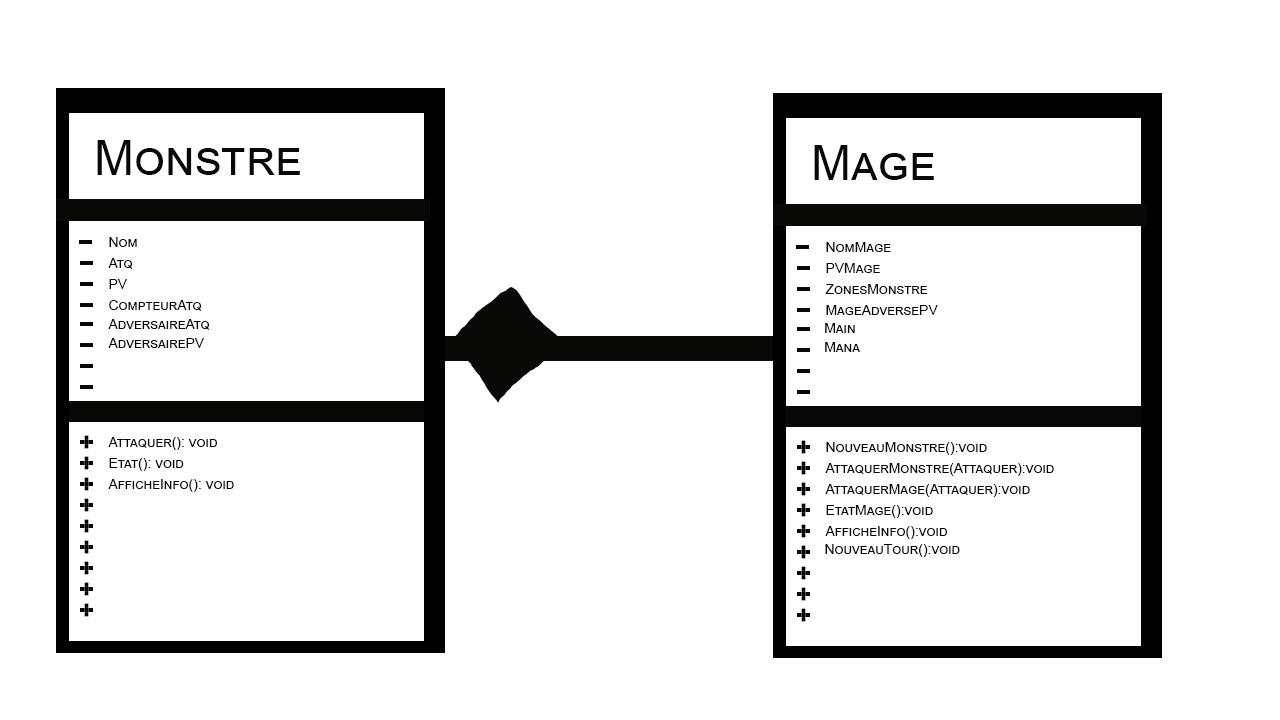 Monstre
- Nom
- Atq
- PV
- CompteurAtq
- AdversaireAtq
- AdversairePV
-
-
+ Attaquer(): void
+ Etat(): void
+ AfficheInfo(): void
+
+
+
+
+
+
Mage
- NomMage
- PVMage
- ZonesMonstre
- MageAdversePV
- Main
- Mana
-
-
+ NouveauMonstre():void
+ AttaquerMonstre(Attaquer):void
+ AttaquerMage(Attaquer):void
+ EtatMage():void
+ AfficheInfo():void
+ NouveauTour():void
+
+
+